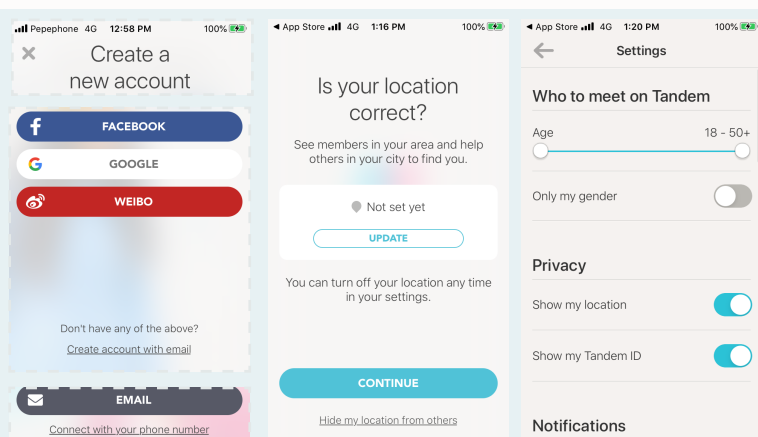 Pepephone 4G 12:58 PM 100%
Create a
new account
FACEBOOK
GOOGLE
WEIBO
Don't have any of the above?
Create account with email
EMAIL
Connect with your phone number
App Store 4G 1:16 PM 100%
Is your location
correct?
See members in your area and help
others in your city to find you.
Not set yet
UPDATE
You can turn off your location any time
in your settings.
CONTINUE
Hide my location from others
App Store 4G 1:20 PM 100%
Settings
Who to meet on Tandem
Age 18 - 50+
Only my gender
Privacy
Show my location
Show my Tandem ID
Notifications